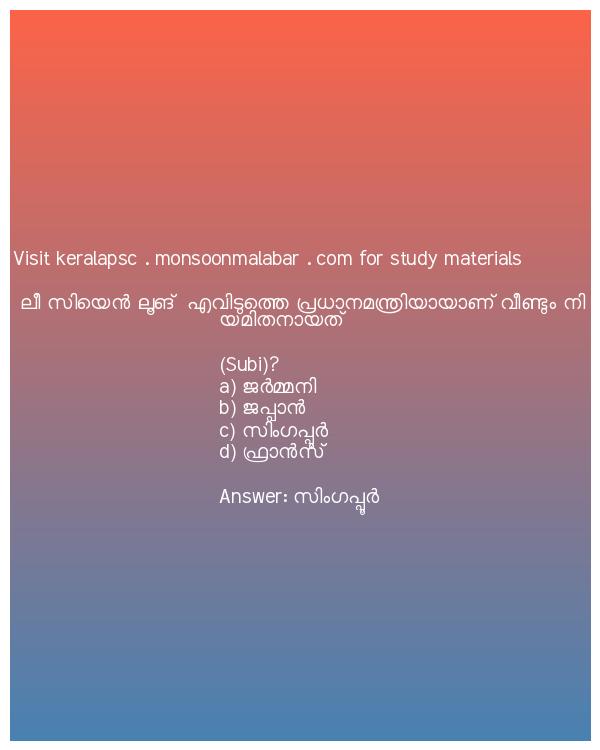 Visit keralapsc . monsoonmalabar . com for study materials
ലീ സിയെൻ ലൂങ്  എവിടുത്തെ പ്രധാനമന്ത്രിയായാണ് വീണ്ടും നി
യമിതനായത്
(Subi)?
a) ജർമ്മനി
b) ജപ്പാൻ
c) സിംഗപ്പൂർ
d) ഫ്രാൻസ്
Answer: സിംഗപ്പൂർ